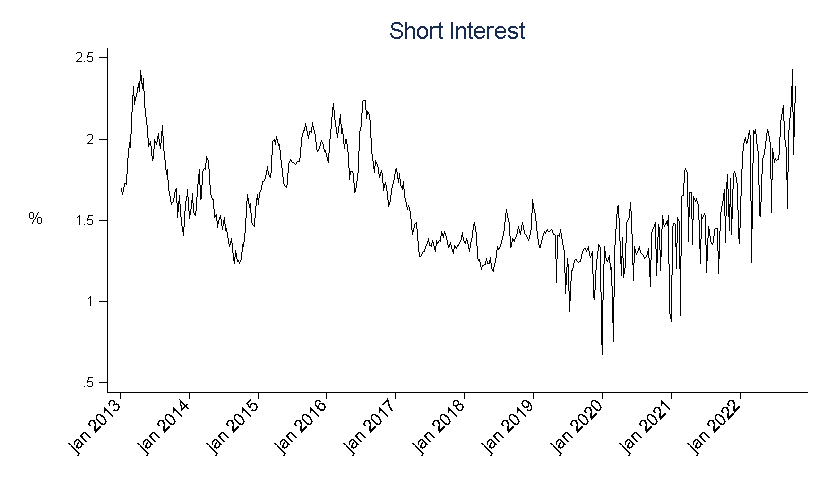 Short Interest
%
2.5
2
1.5
1
.5
Jan 2013
Jan 2014
Jan 2015
Jan 2016
Jan 2017
Jan 2018
Jan 2019
Jan 2020
Jan 2021
Jan 2022